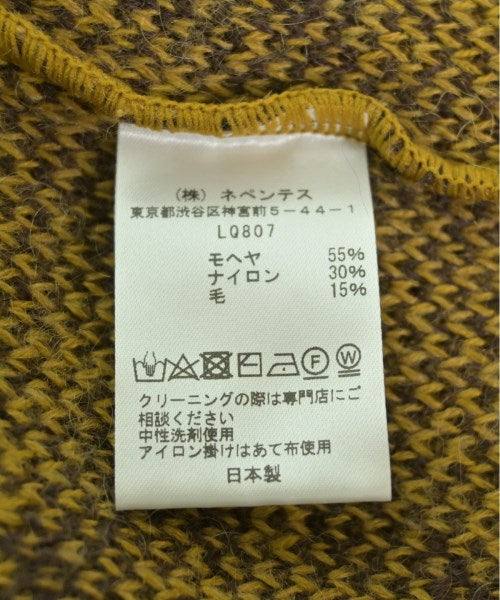 (株) ネペンテス
東京都渋谷区神宮前5-44-1
LQ807
モヘヤ 55%
ナイロン 30%
毛 15%
F W
クリーニングの際は専門店にご
相談ください
中性洗剤使用
アイロン掛けはあて布使用
日本製